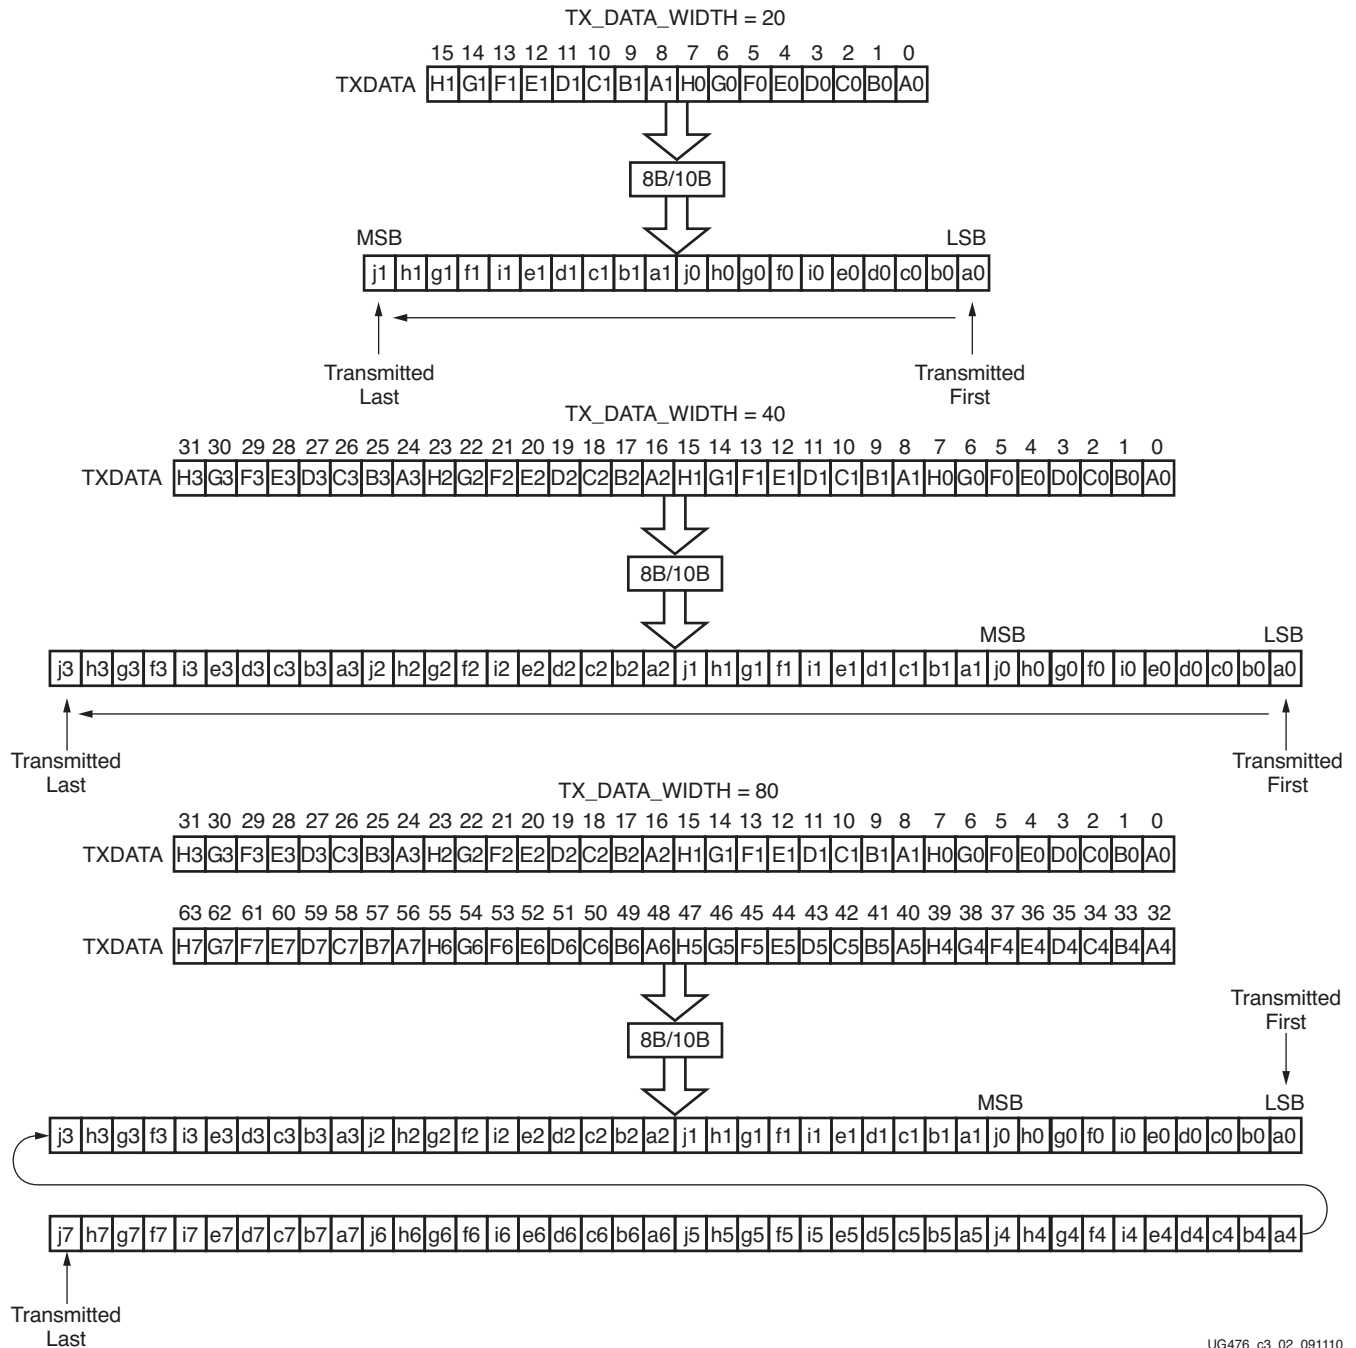 TX_DATA_WIDTH = 20
15 14 13 12 11 10 9 8 7 6 5 4 3 2 1 0
TXDATA H1 G1 F1 E1 D1 C1 B1 A1 H0 G0 F0 E0 D0 C0 B0 A0
8B/10B
MSB LSB
j1 h1 g1 f1 i1 e1 d1 c1 b1 a1 j0 h0 g0 f0 i0 e0 d0 c0 b0 a0
Transmitted Transmitted
Last First
TX_DATA_WIDTH = 40
31 30 29 28 27 26 25 24 23 22 21 20 19 18 17 16 15 14 13 12 11 10 9 8 7 6 5 4 3 2 1 0
TXDATA H3 G3 F3 E3 D3 C3 B3 A3 H2 G2 F2 E2 D2 C2 B2 A2 H1 G1 F1 E1 D1 C1 B1 A1 H0 G0 F0 E0 D0 C0 B0 A0
8B/10B
MSB LSB
j3 h3 g3 f3 i3 e3 d3 c3 b3 a3 j2 h2 g2 f2 i2 e2 d2 c2 b2 a2 j1 h1 g1 f1 i1 e1 d1 c1 b1 a1 j0 h0 g0 f0 i0 e0 d0 c0 b0 a0
Transmitted Transmitted
Last First
TX_DATA_WIDTH = 80
31 30 29 28 27 26 25 24 23 22 21 20 19 18 17 16 15 14 13 12 11 10 9 8 7 6 5 4 3 2 1 0
TXDATA H3 G3 F3 E3 D3 C3 B3 A3 H2 G2 F2 E2 D2 C2 B2 A2 H1 G1 F1 E1 D1 C1 B1 A1 H0 G0 F0 E0 D0 C0 B0 A0
63 62 61 60 59 58 57 56 55 54 53 52 51 50 49 48 47 46 45 44 43 42 41 40 39 38 37 36 35 34 33 32
TXDATA H7 G7 F7 E7 D7 C7 B7 A7 H6 G6 F6 E6 D6 C6 B6 A6 H5 G5 F5 E5 D5 C5 B5 A5 H4 G4 F4 E4 D4 C4 B4 A4
Transmitted
First
8B/10B
MSB LSB
j3 h3 g3 f3 i3 e3 d3 c3 b3 a3 j2 h2 g2 f2 i2 e2 d2 c2 b2 a2 j1 h1 g1 f1 i1 e1 d1 c1 b1 a1 j0 h0 g0 f0 i0 e0 d0 c0 b0 a0
j7 h7 g7 f7 i7 e7 d7 c7 b7 a7 j6 h6 g6 f6 i6 e6 d6 c6 b6 a6 j5 h5 g5 f5 i5 e5 d5 c5 b5 a5 j4 h4 g4 f4 i4 e4 d4 c4 b4 a4
Transmitted
Last
UG476_c3_02_091110